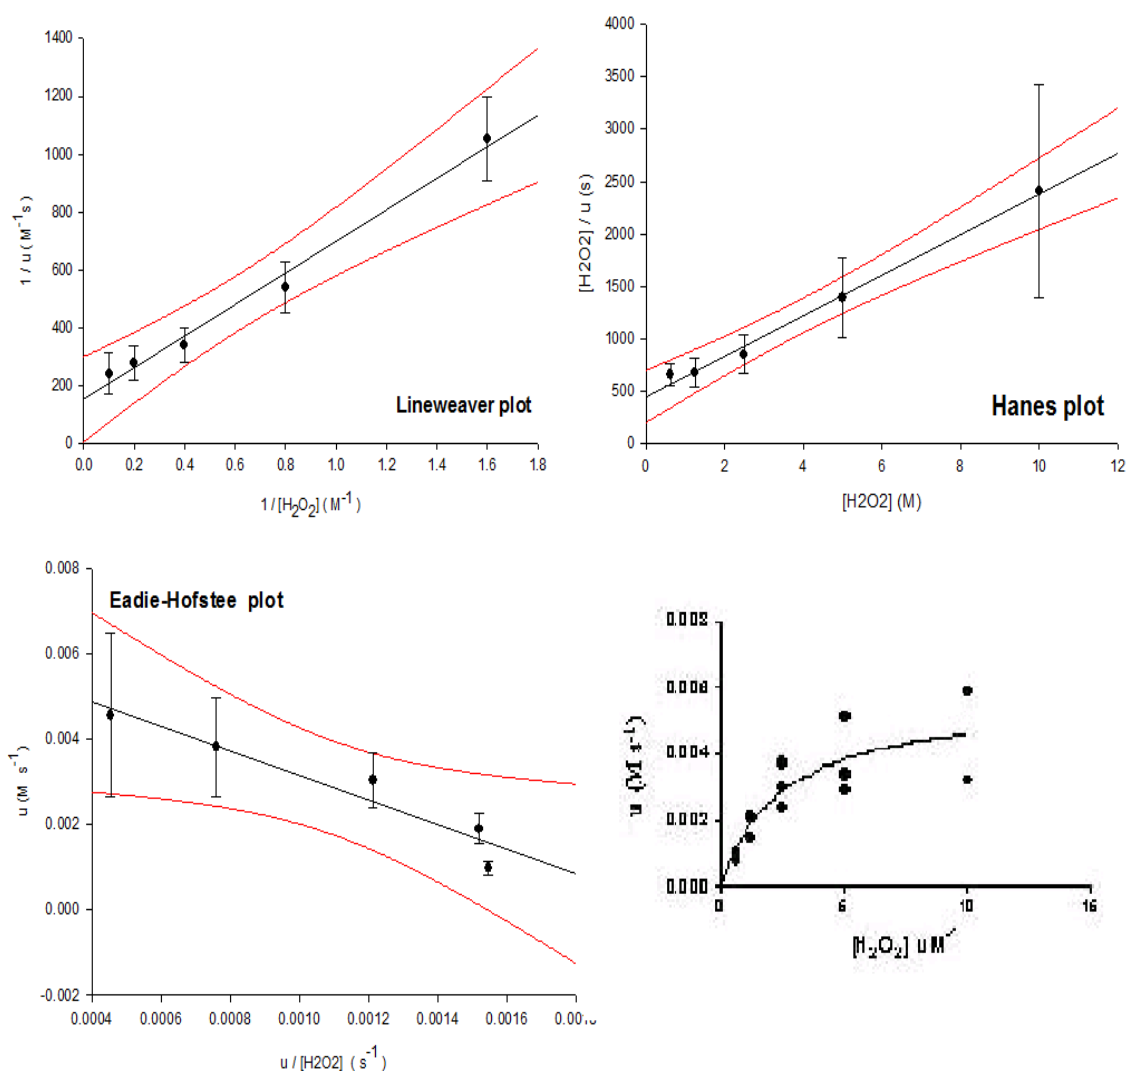 1400
1200
1000
800
600
400
200
0
1 / u ( M⁻¹s )
0.0 0.2 0.4 0.6 0.8 1.0 1.2 1.4 1.6 1.8
1 / [H₂O₂] ( M⁻¹ )
Lineweaver plot
4000
3500
3000
2500
2000
1500
1000
500
0
[H2O2] / u (s)
0 2 4 6 8 10 12
[H2O2] (M)
Hanes plot
0.008
0.006
0.004
0.002
0.000
-0.002
u (M s⁻¹)
Eadie-Hofstee plot
0.0004 0.0006 0.0008 0.0010 0.0012 0.0014 0.0016
u / [H2O2] ( s⁻¹ )
0.006
0.004
0.002
0.000
u (M s⁻¹)
0 10
[H₂O₂] uM